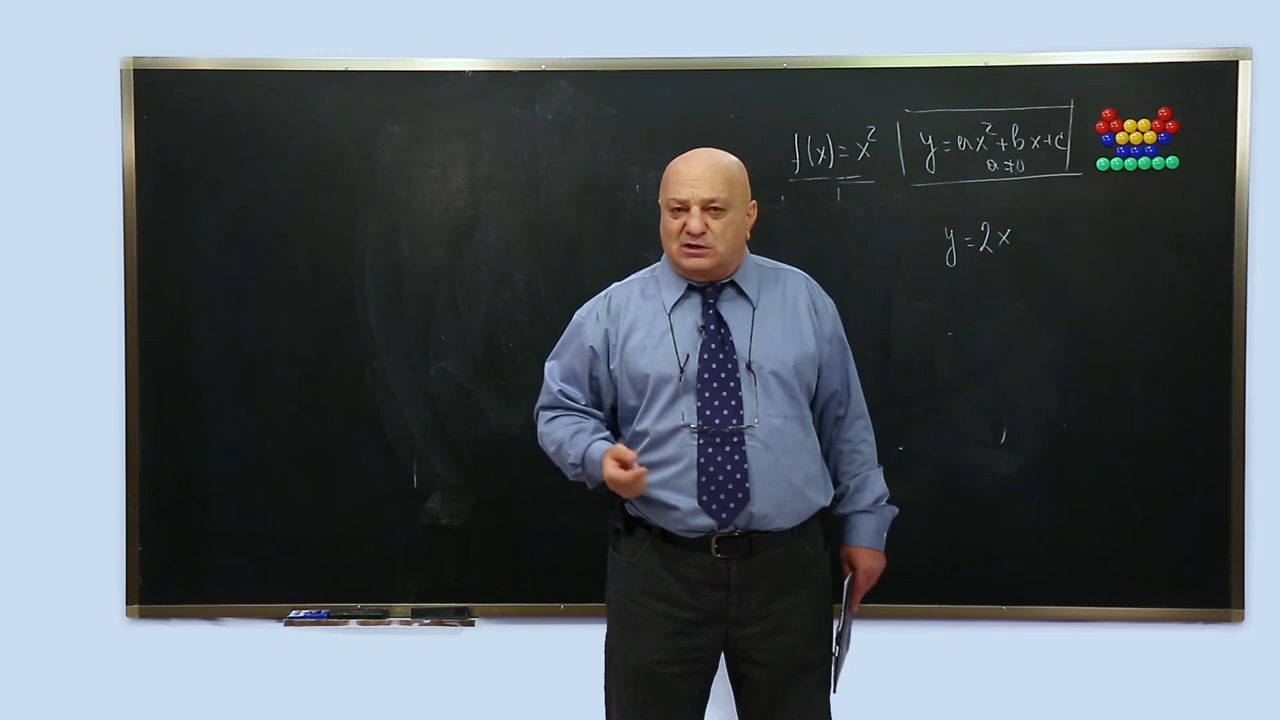 f(x)=x² y=ax²+bx+c
a≠0
y=2x